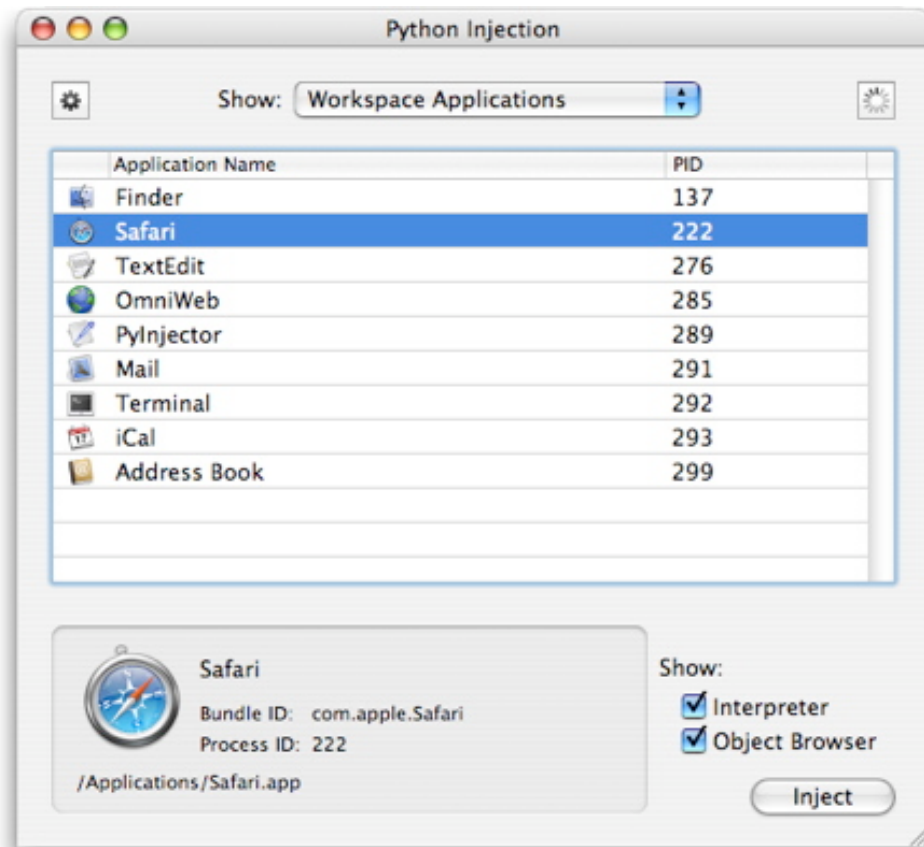 Python Injection
Show: Workspace Applications
Application Name PID
Finder 137
Safari 222
TextEdit 276
OmniWeb 285
PyInjector 289
Mail 291
Terminal 292
iCal 293
Address Book 299
Safari
Bundle ID: com.apple.Safari
Process ID: 222
/Applications/Safari.app
Show:
Interpreter
Object Browser
Inject